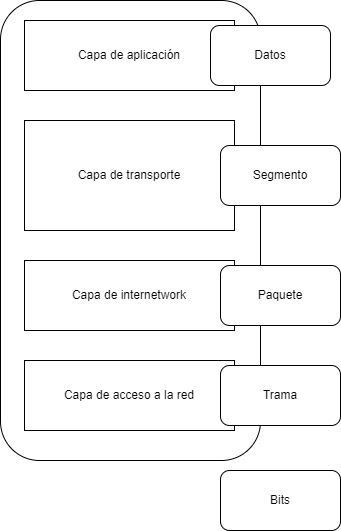 Capa de aplicación
Datos
Capa de transporte
Segmento
Capa de internetwork
Paquete
Capa de acceso a la red
Trama
Bits